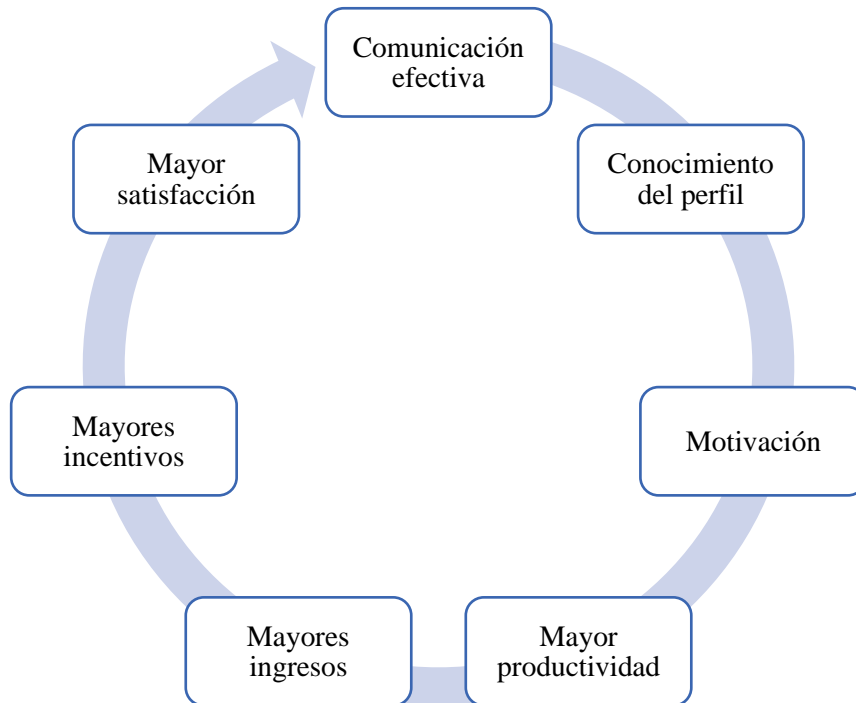 Comunicación
efectiva
Conocimiento
del perfil
Motivación
Mayor
productividad
Mayores
ingresos
Mayores
incentivos
Mayor
satisfacción